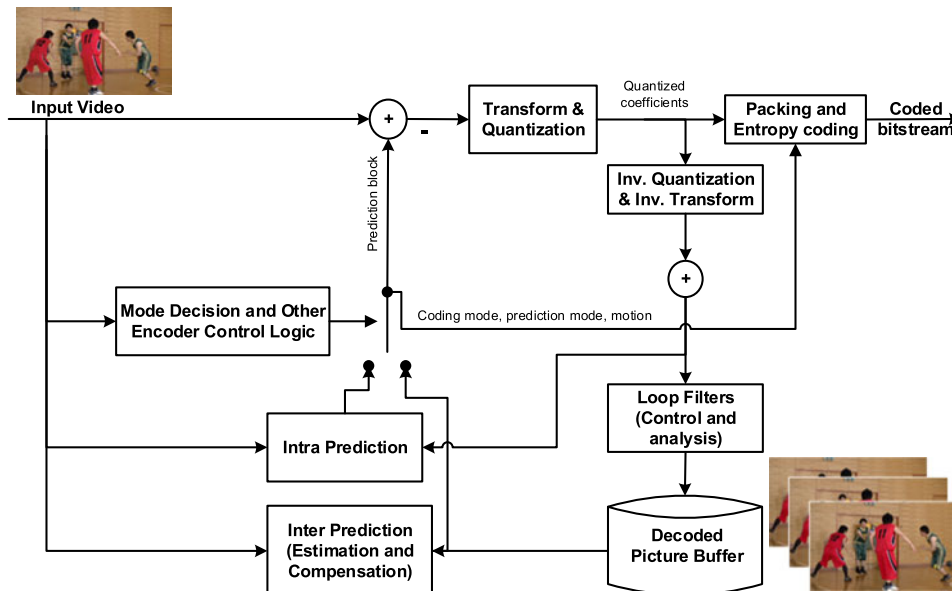 Input Video
+
-
Transform &
Quantization
Quantized
coefficients
Packing and
Entropy coding
Coded
bitstream
Prediction block
Inv. Quantization
& Inv. Transform
+
Mode Decision and Other
Encoder Control Logic
Coding mode, prediction mode, motion
Loop Filters
(Control and
analysis)
Intra Prediction
Inter Prediction
(Estimation and
Compensation)
Decoded
Picture Buffer